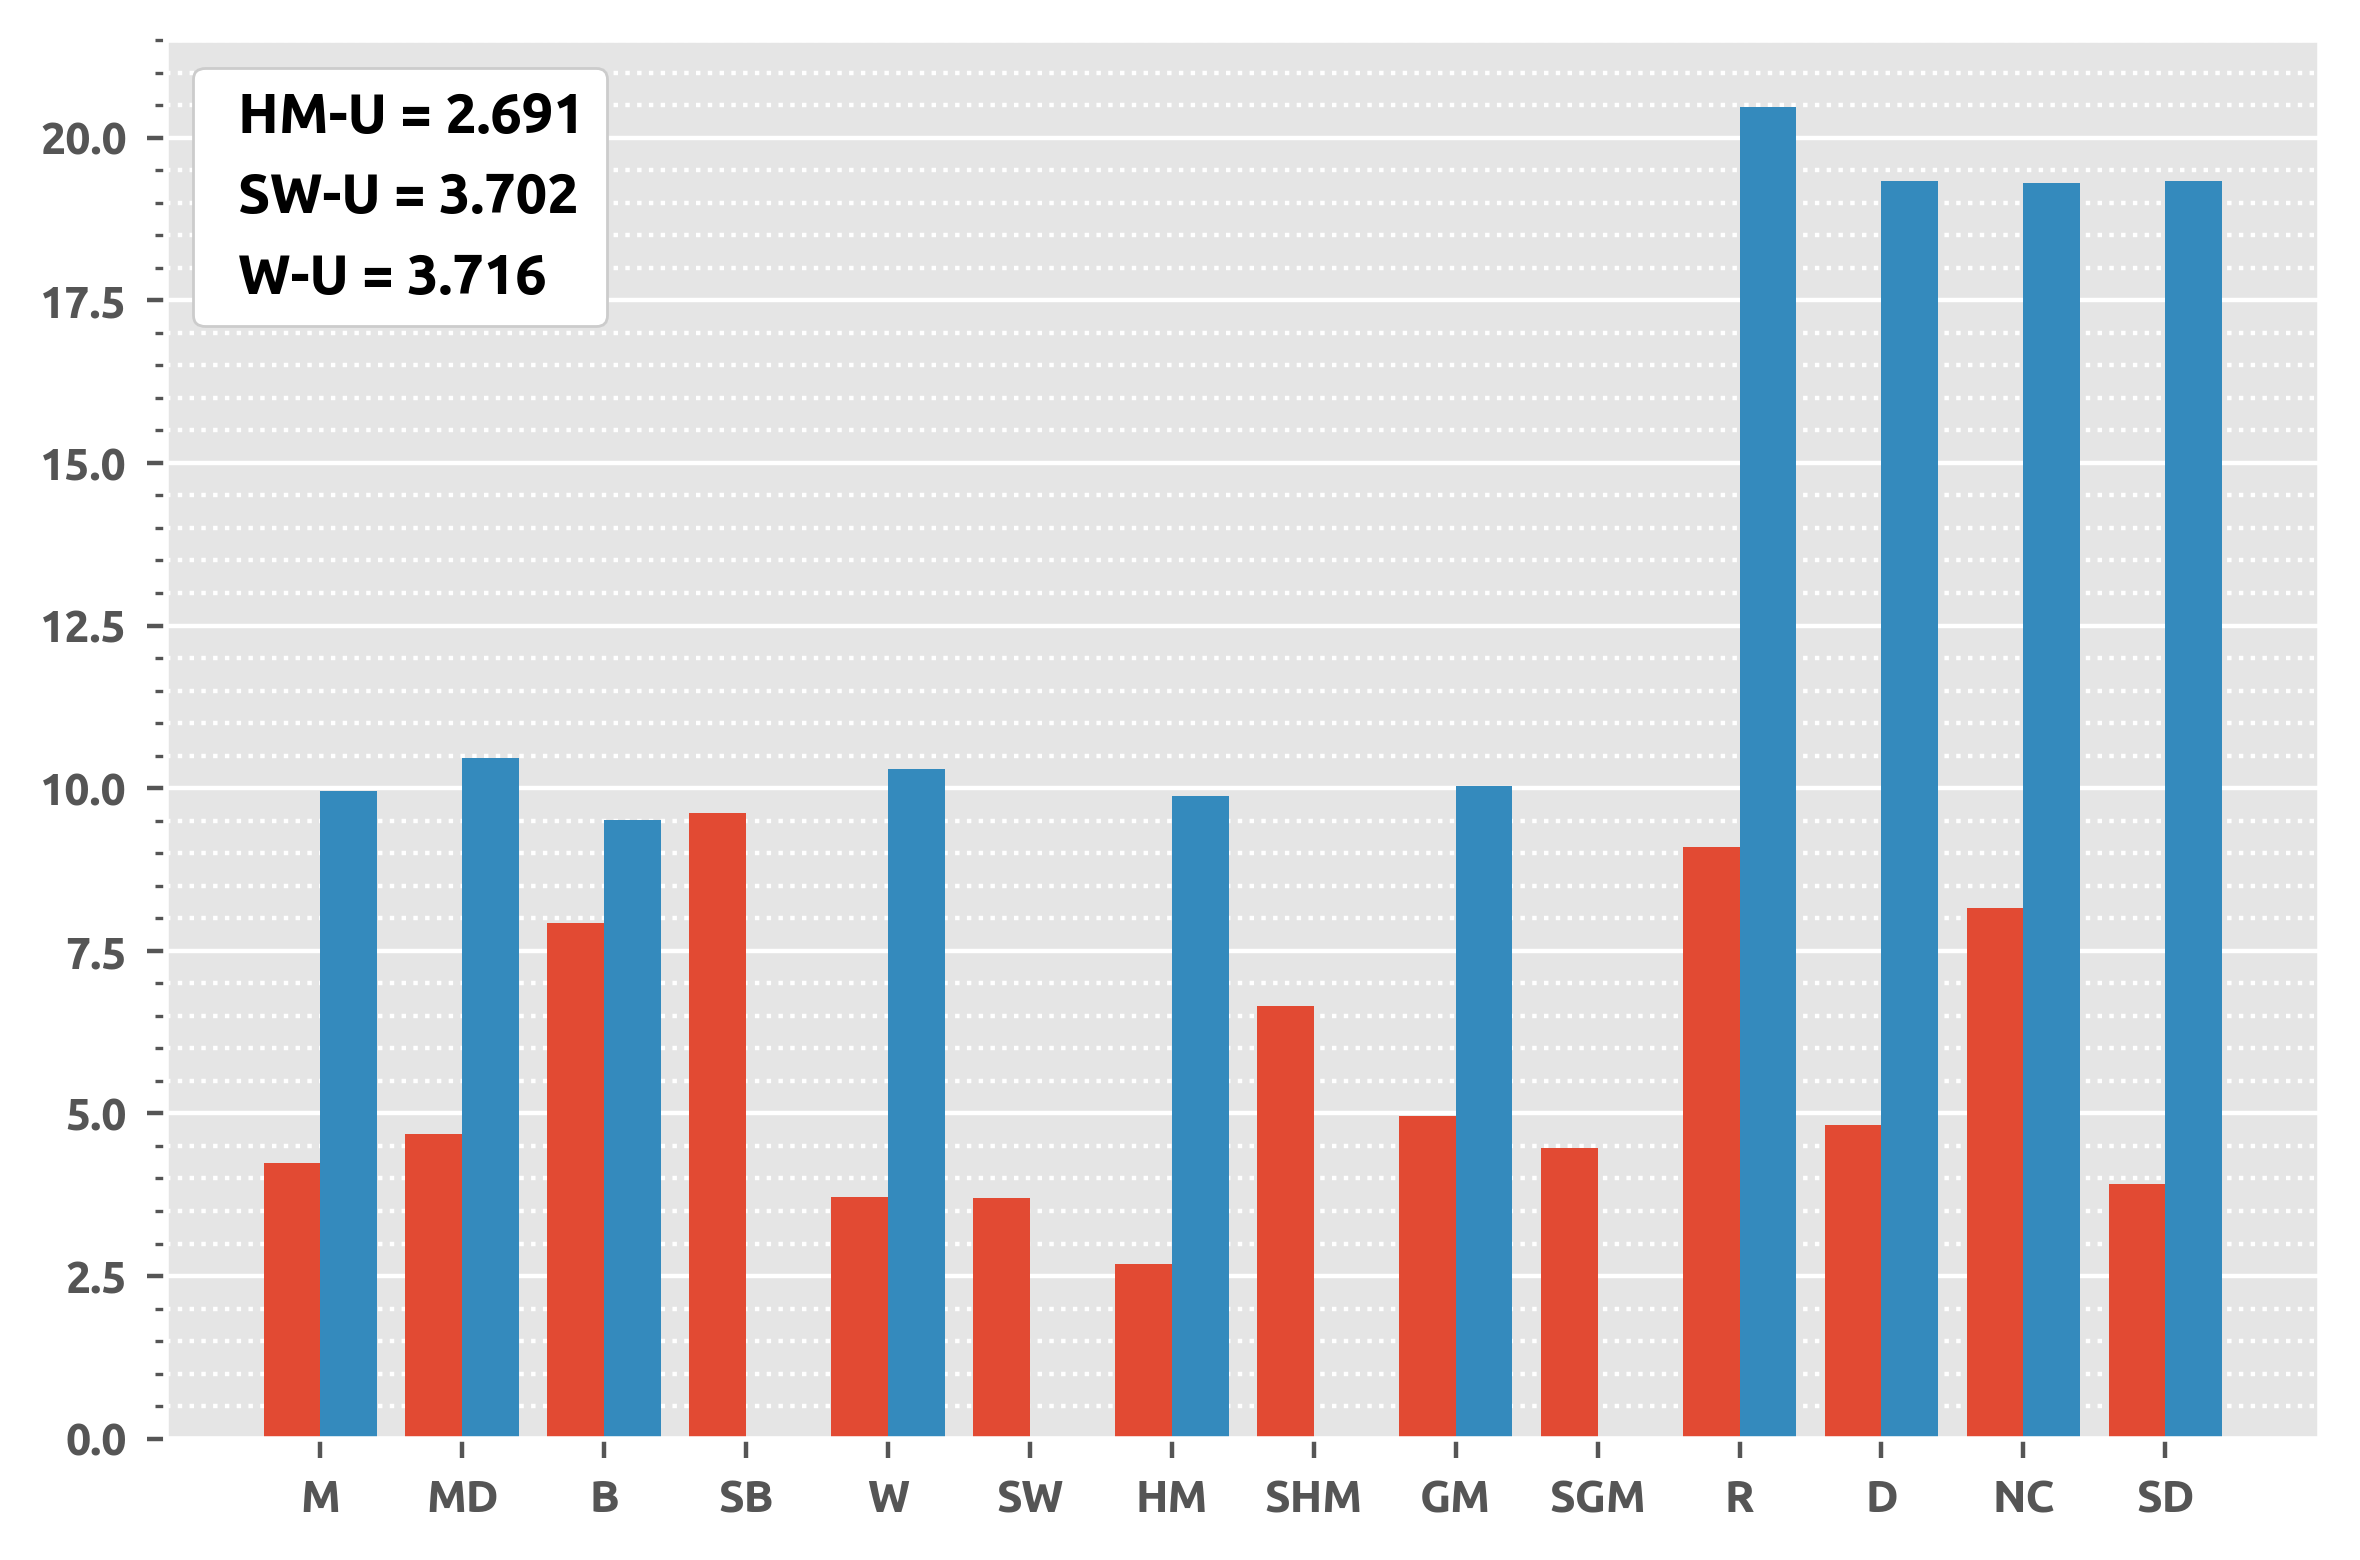 HM-U = 2.691
SW-U = 3.702
W-U = 3.716
20.0
17.5
15.0
12.5
10.0
7.5
5.0
2.5
0.0
M MD B SB W SW HM SHM GM SGM R D NC SD